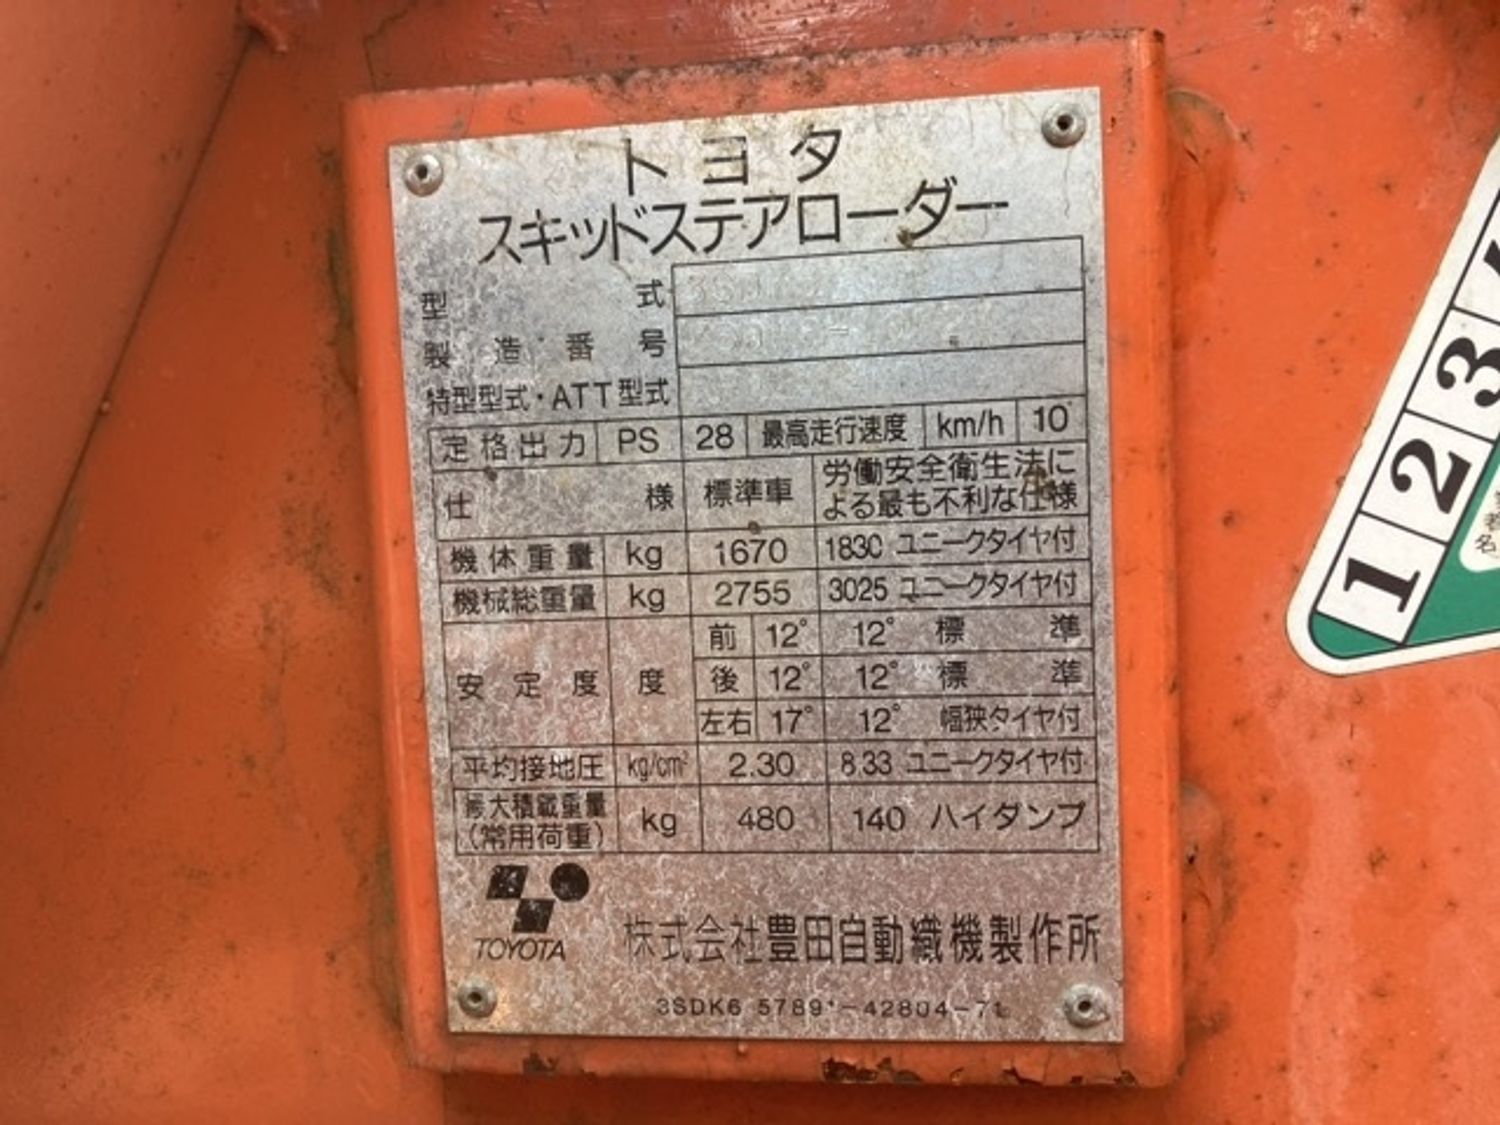 トヨタ
スキッドステアローダー
型式
製造番号
特型型式・ATT型式
定格出力 PS 28 最高走行速度 km/h 10
仕様 標準車 労働安全衛生法に
よる最も不利な仕様
機体重量 kg 1670 1830 ユニークタイヤ付
機械総重量 kg 2755 3025 ユニークタイヤ付
安定度 度 前 12° 12° 標準
後 12° 12° 標準
左右 17° 12° 幅狭タイヤ付
平均接地圧 kg/cm² 2.30 8.33 ユニークタイヤ付
最大積載重量
(常用荷重) kg 480 140 ハイダンプ
TOYOTA 株式会社豊田自動織機製作所
3SDK6 42804-71
1 2 3
名